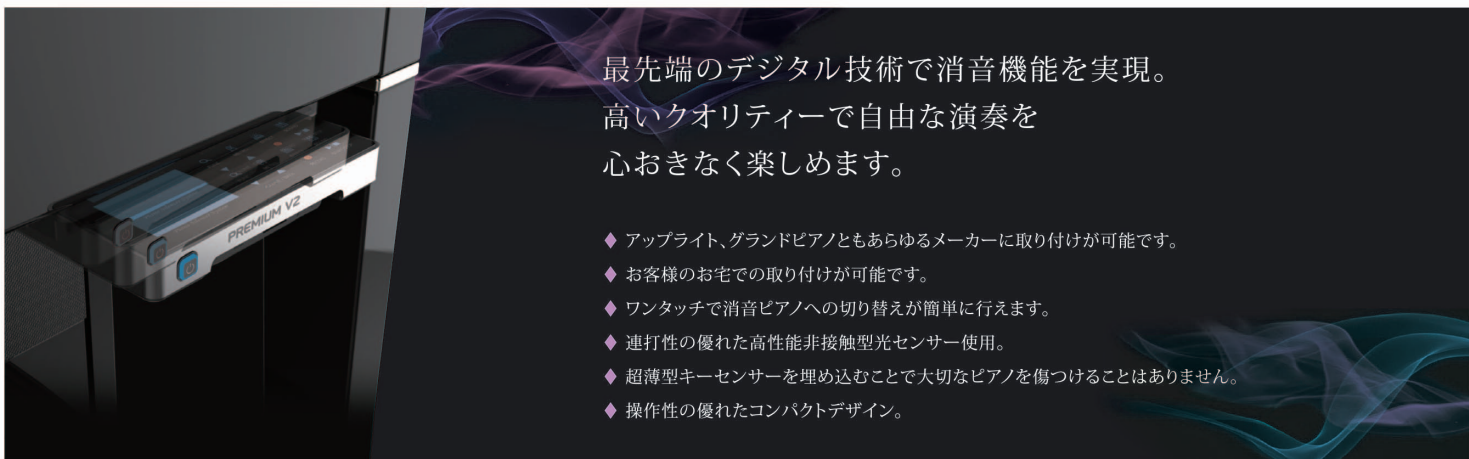 最先端のデジタル技術で消音機能を実現。
高いクオリティーで自由な演奏を
心おきなく楽しめます。
PREMIUM V2
♦ アップライト、グランドピアノともあらゆるメーカーに取り付けが可能です。
♦ お客様のお宅での取り付けが可能です。
♦ ワンタッチで消音ピアノへの切り替えが簡単に行えます。
♦ 連打性の優れた高性能非接触型光センサー使用。
♦ 超薄型キーセンサーを埋め込むことで大切なピアノを傷つけることはありません。
♦ 操作性の優れたコンパクトデザイン。